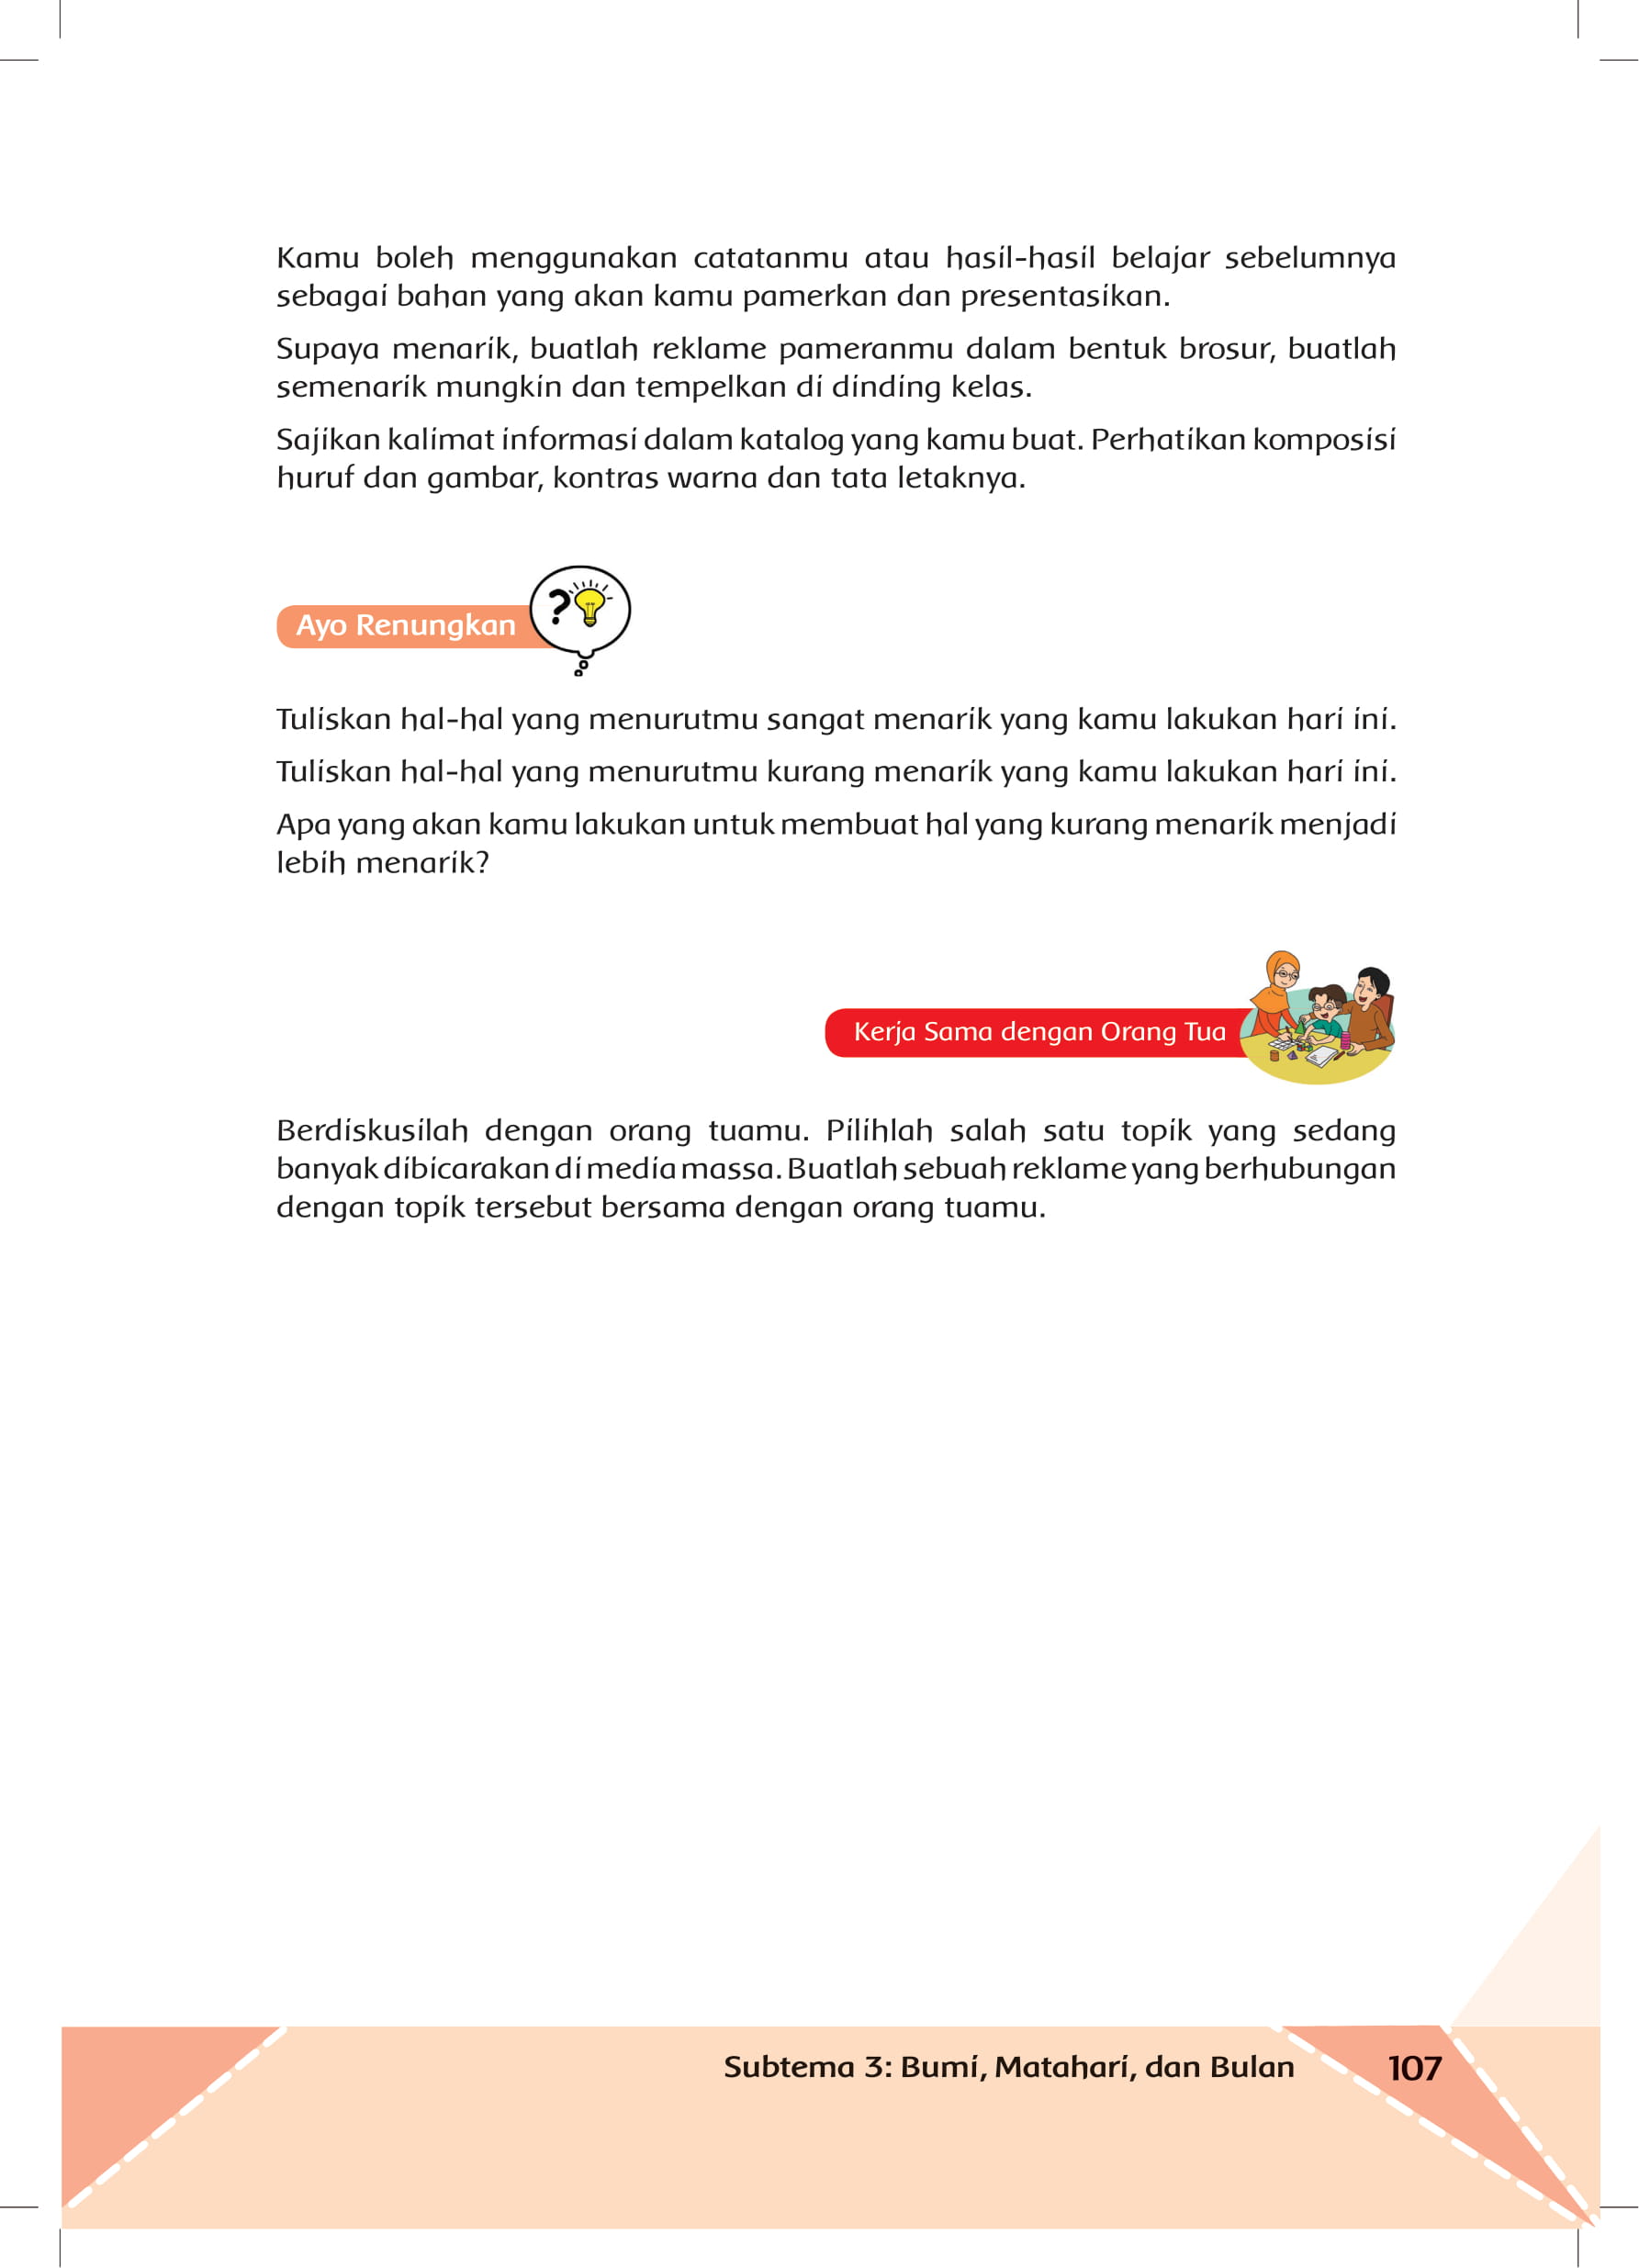 Kamu boleh menggunakan catatanmu atau hasil-hasil belajar sebelumnya
sebagai bahan yang akan kamu pamerkan dan presentasikan.
Supaya menarik, buatlah reklame pameranmu dalam bentuk brosur, buatlah
semenarik mungkin dan tempelkan di dinding kelas.
Sajikan kalimat informasi dalam katalog yang kamu buat. Perhatikan komposisi
huruf dan gambar, kontras warna dan tata letaknya.
Ayo Renungkan
?
Tuliskan hal-hal yang menurutmu sangat menarik yang kamu lakukan hari ini.
Tuliskan hal-hal yang menurutmu kurang menarik yang kamu lakukan hari ini.
Apa yang akan kamu lakukan untuk membuat hal yang kurang menarik menjadi
lebih menarik?
Kerja Sama dengan Orang Tua
Berdiskusilah dengan orang tuamu. Pilihlah salah satu topik yang sedang
banyak dibicarakan di media massa. Buatlah sebuah reklame yang berhubungan
dengan topik tersebut bersama dengan orang tuamu.
Subtema 3: Bumi, Matahari, dan Bulan
107